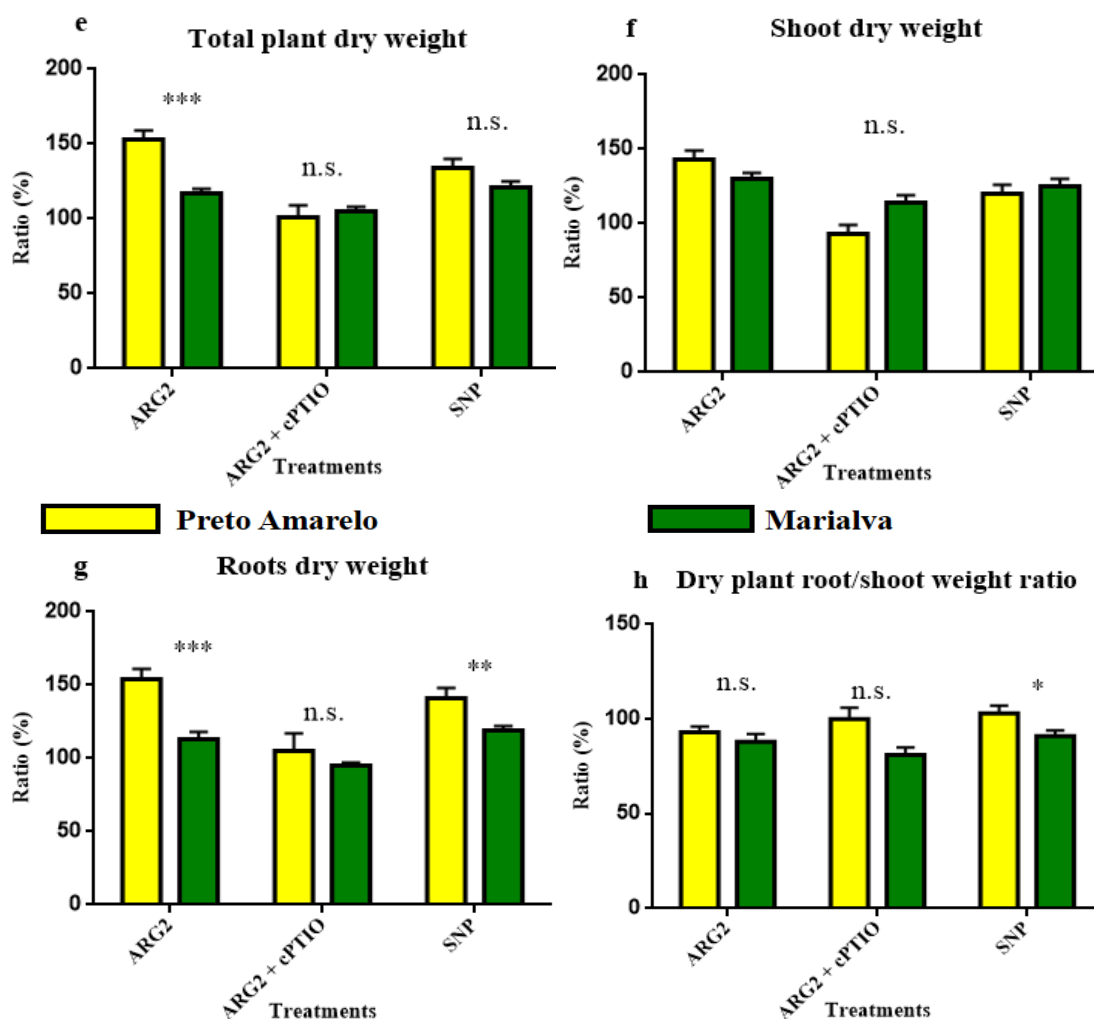 e
Total plant dry weight
Ratio (%)
200
150
100
50
0
***
n.s.
n.s.
ARG2
ARG2 + cPTIO
SNP
Treatments
f
Shoot dry weight
Ratio (%)
200
150
100
50
0
n.s.
ARG2
ARG2 + cPTIO
SNP
Treatments
Preto Amarelo
Marialva
g
Roots dry weight
Ratio (%)
200
150
100
50
0
***
n.s.
**
ARG2
ARG2 + cPTIO
SNP
Treatments
h
Dry plant root/shoot weight ratio
Ratio (%)
150
100
50
0
n.s.
n.s.
*
ARG2
ARG2 + cPTIO
SNP
Treatments